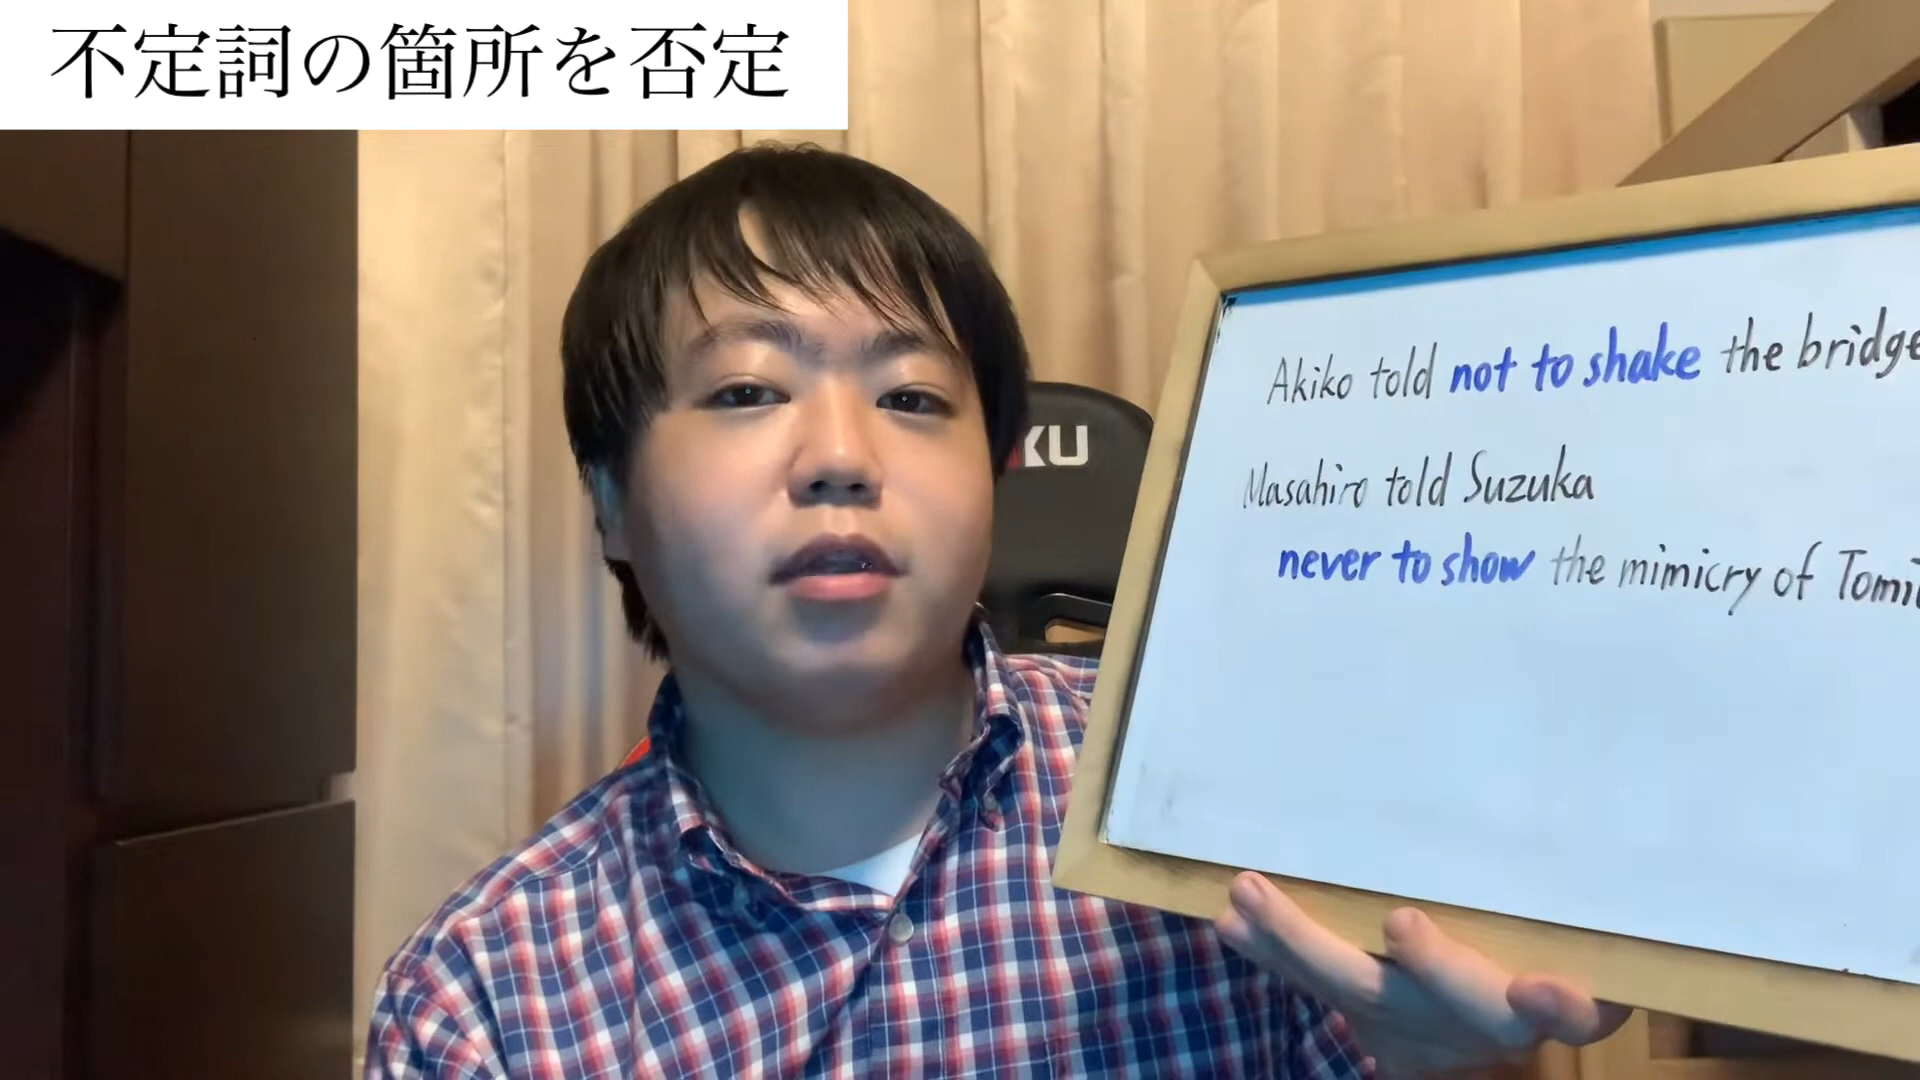 不定詞の箇所を否定
KU
Akiko told not to shake the bridge
Masahiro told Suzuka
never to show the mimicry of Tomi